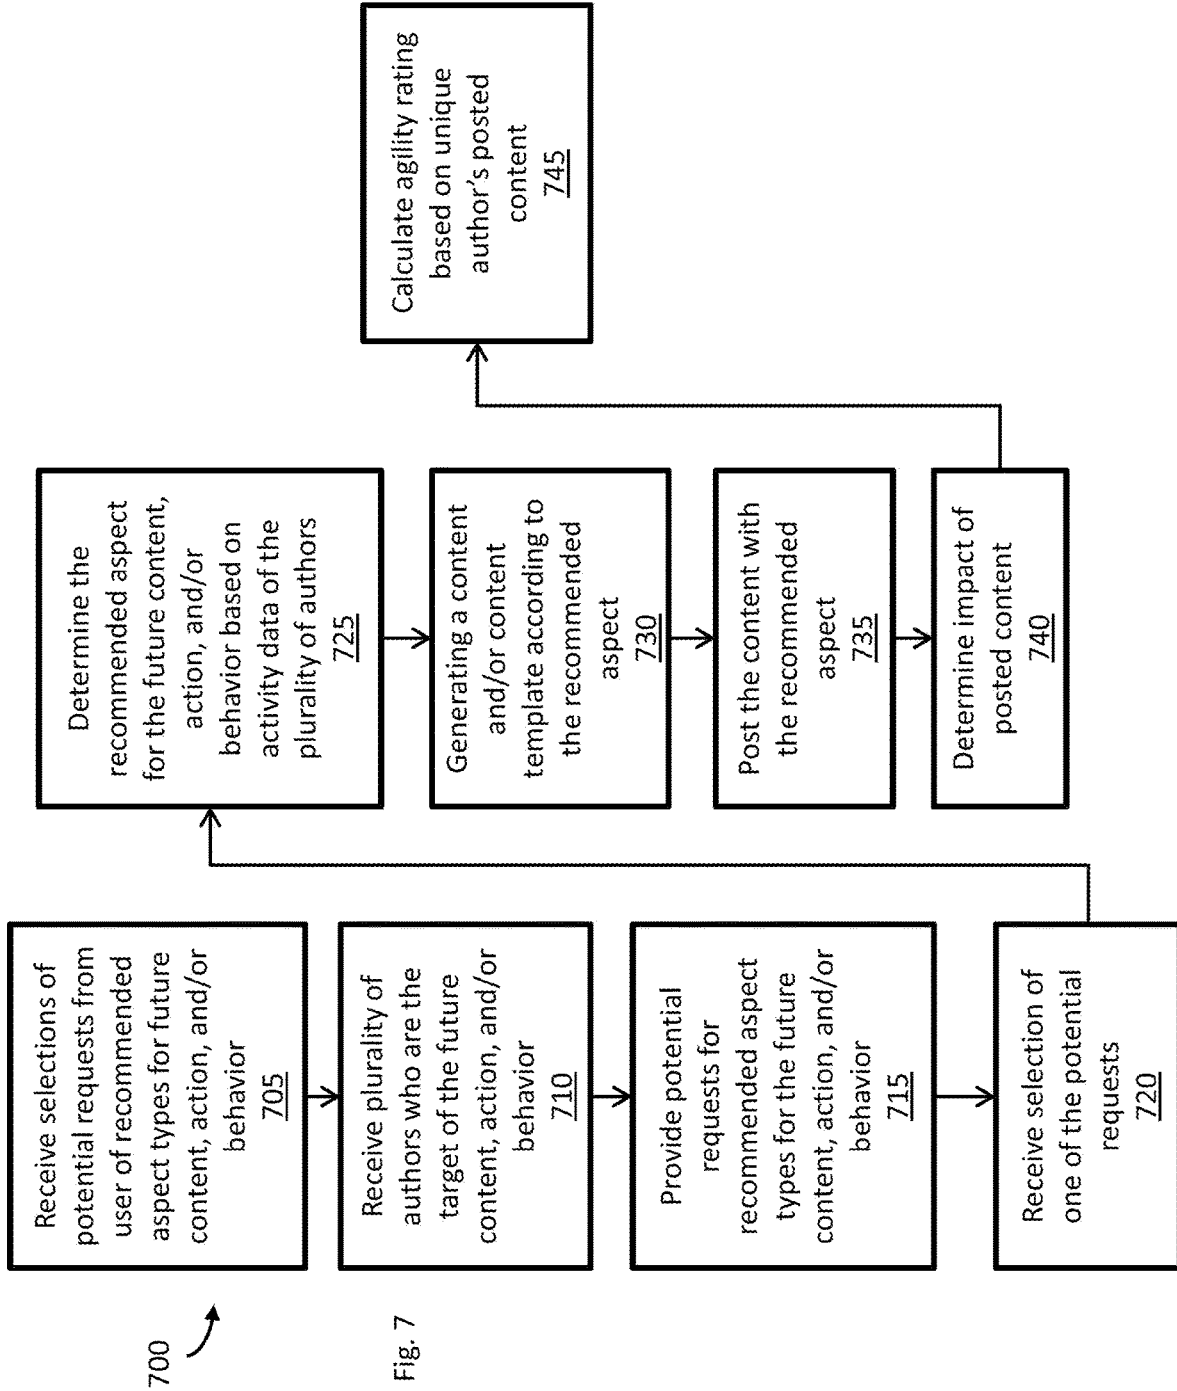 700
Fig. 7
Receive selections of
potential requests from
user of recommended
aspect types for future
content, action, and/or
behavior
705
Receive plurality of
authors who are the
target of the future
content, action, and/or
behavior
710
Provide potential
requests for
recommended aspect
types for the future
content, action, and/or
behavior
715
Receive selection of
one of the potential
requests
720
Determine the
recommended aspect
for the future content,
action, and/or
behavior based on
activity data of the
plurality of authors
725
Generating a content
and/or content
template according to
the recommended
aspect
730
Post the content with
the recommended
aspect
735
Determine impact of
posted content
740
Calculate agility rating
based on unique
author’s posted
content
745